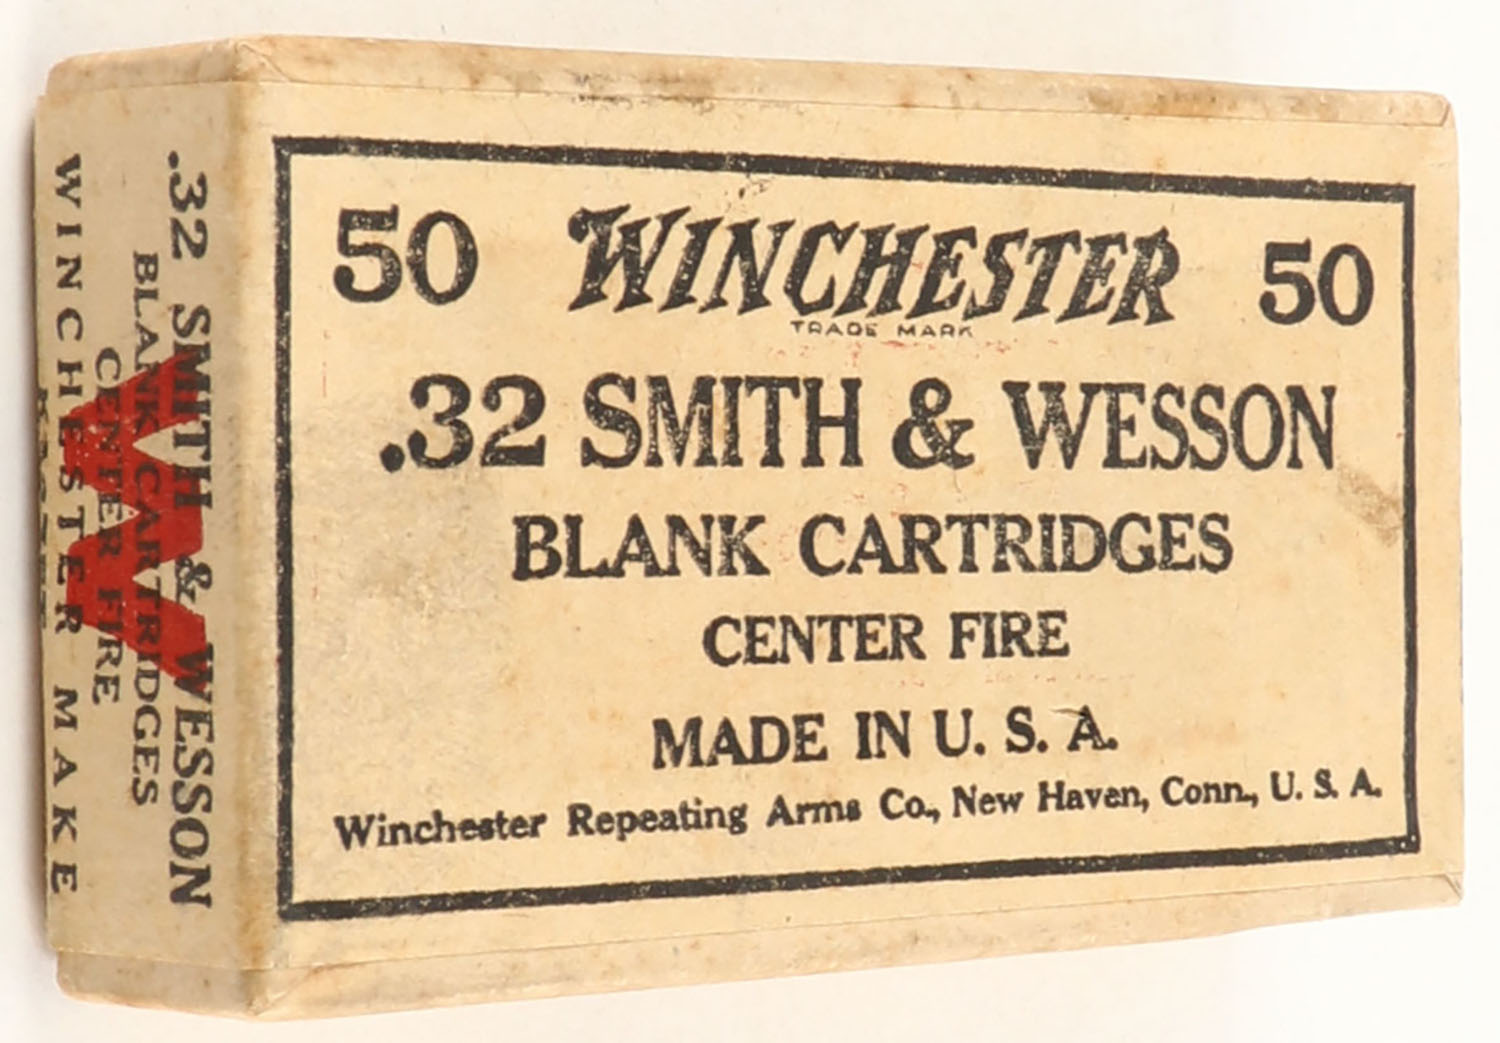 50 WINCHESTER 50
TRADE MARK
.32 SMITH & WESSON
BLANK CARTRIDGES
CENTER FIRE
MADE IN U. S. A.
Winchester Repeating Arms Co., New Haven, Conn., U. S. A.
.32 SMITH & WESSON
BLANK CARTRIDGES
CENTER FIRE
WINCHESTER MAKE
W